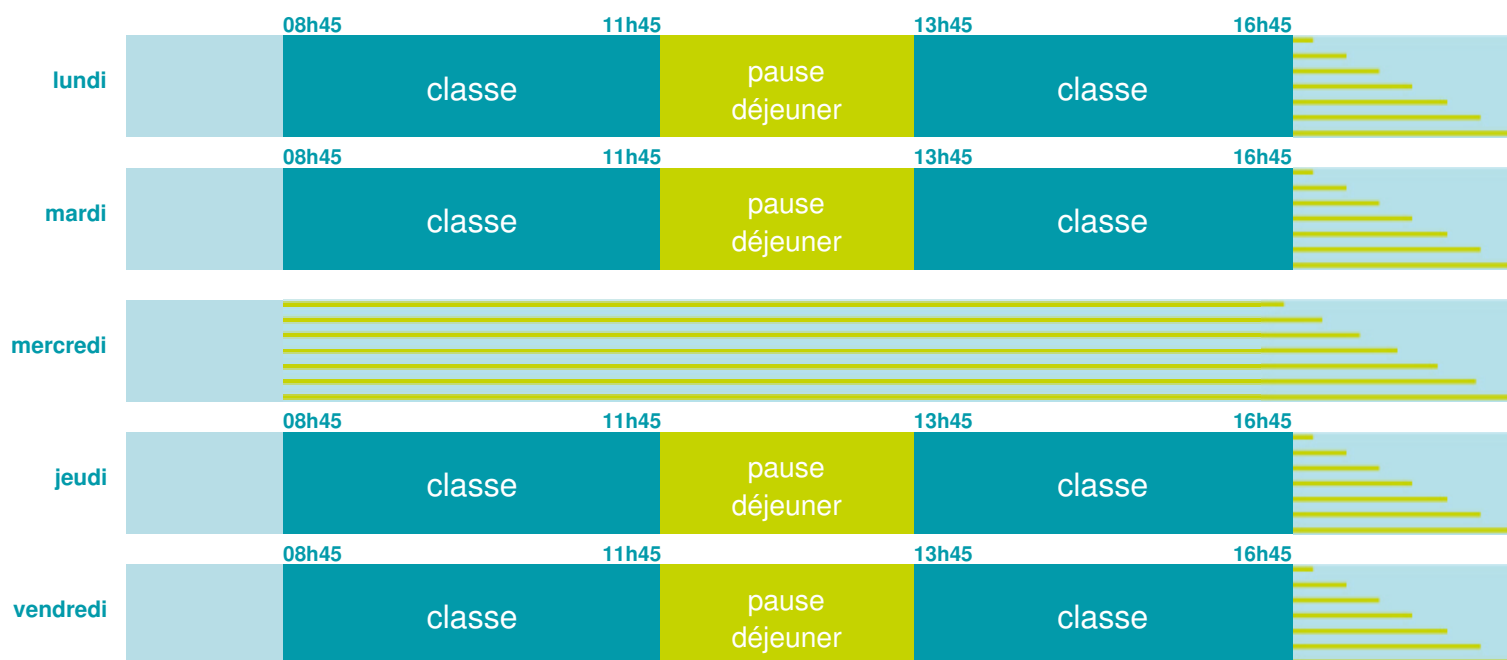 08h45 11h45 13h45 16h45
lundi classe pause déjeuner classe
08h45 11h45 13h45 16h45
mardi classe pause déjeuner classe
mercredi
08h45 11h45 13h45 16h45
jeudi classe pause déjeuner classe
08h45 11h45 13h45 16h45
vendredi classe pause déjeuner classe